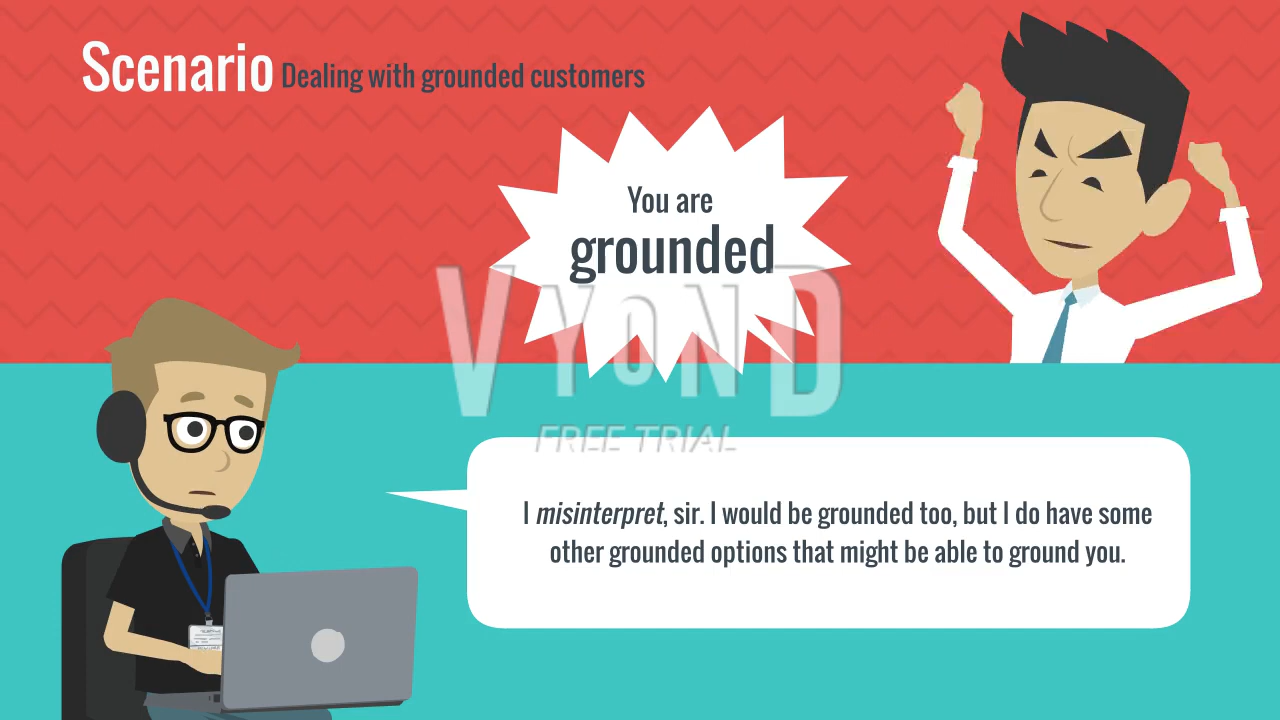 Scenario Dealing with grounded customers
You are
grounded
VYOND
FREE TRIAL
I misinterpret, sir. I would be grounded too, but I do have some
other grounded options that might be able to ground you.